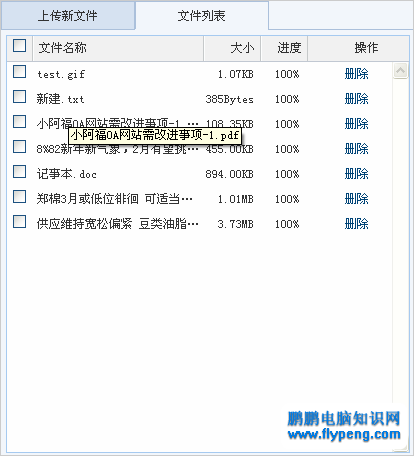 上传新文件 文件列表
文件名称 大小 进度 操作
test.gif 1.07KB 100% 删除
新建.txt 385Bytes 100% 删除
小阿福OA网站需改进事项-1 … 108.35KB 100% 删除
小阿福OA网站需改进事项-1.pdf
8%82新年新气象，2月有望挑… 455.00KB 100% 删除
记事本.doc 894.00KB 100% 删除
郑棉3月或低位徘徊 可适当… 1.01MB 100% 删除
供应维持宽松偏紧 豆类油脂… 3.73MB 100% 删除
鹏鹏电脑知识网
www.flypeng.com